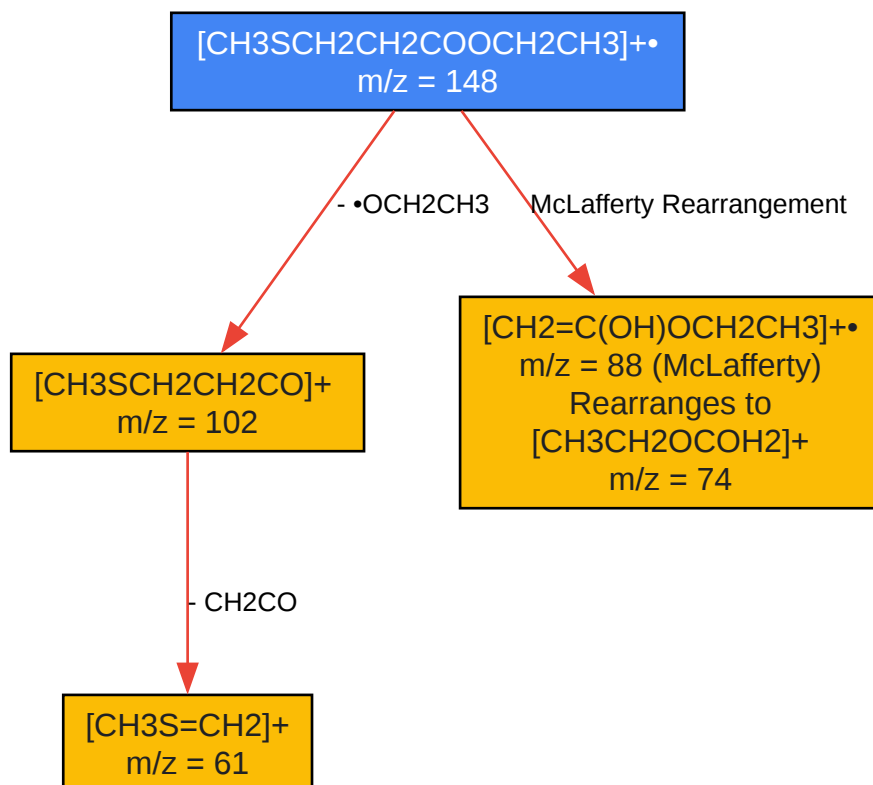 [CH3SCH2CH2COOCH2CH3]+•
m/z = 148
- •OCH2CH3
McLafferty Rearrangement
[CH2=C(OH)OCH2CH3]+•
m/z = 88 (McLafferty)
Rearranges to
[CH3CH2OCOH2]+
m/z = 74
[CH3SCH2CH2CO]+
m/z = 102
- CH2CO
[CH3S=CH2]+
m/z = 61